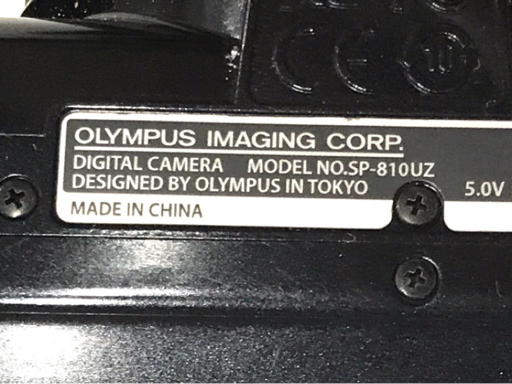 OLYMPUS IMAGING CORP.
DIGITAL CAMERA MODEL NO.SP-810UZ
DESIGNED BY OLYMPUS IN TOKYO 5.0V
MADE IN CHINA